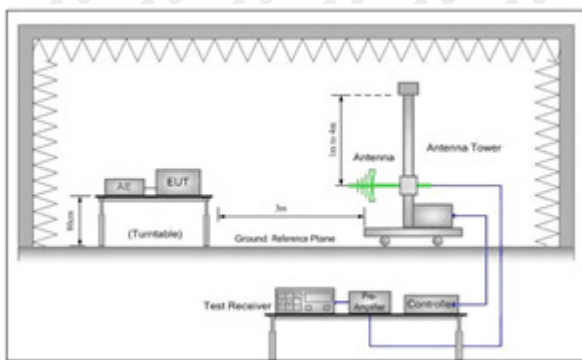 1m to 4m
Antenna
Antenna Tower
AE
EUT
80cm
3m
(Turntable)
Ground Reference Plane
Test Receiver
Pre-
Amplifier
Controller